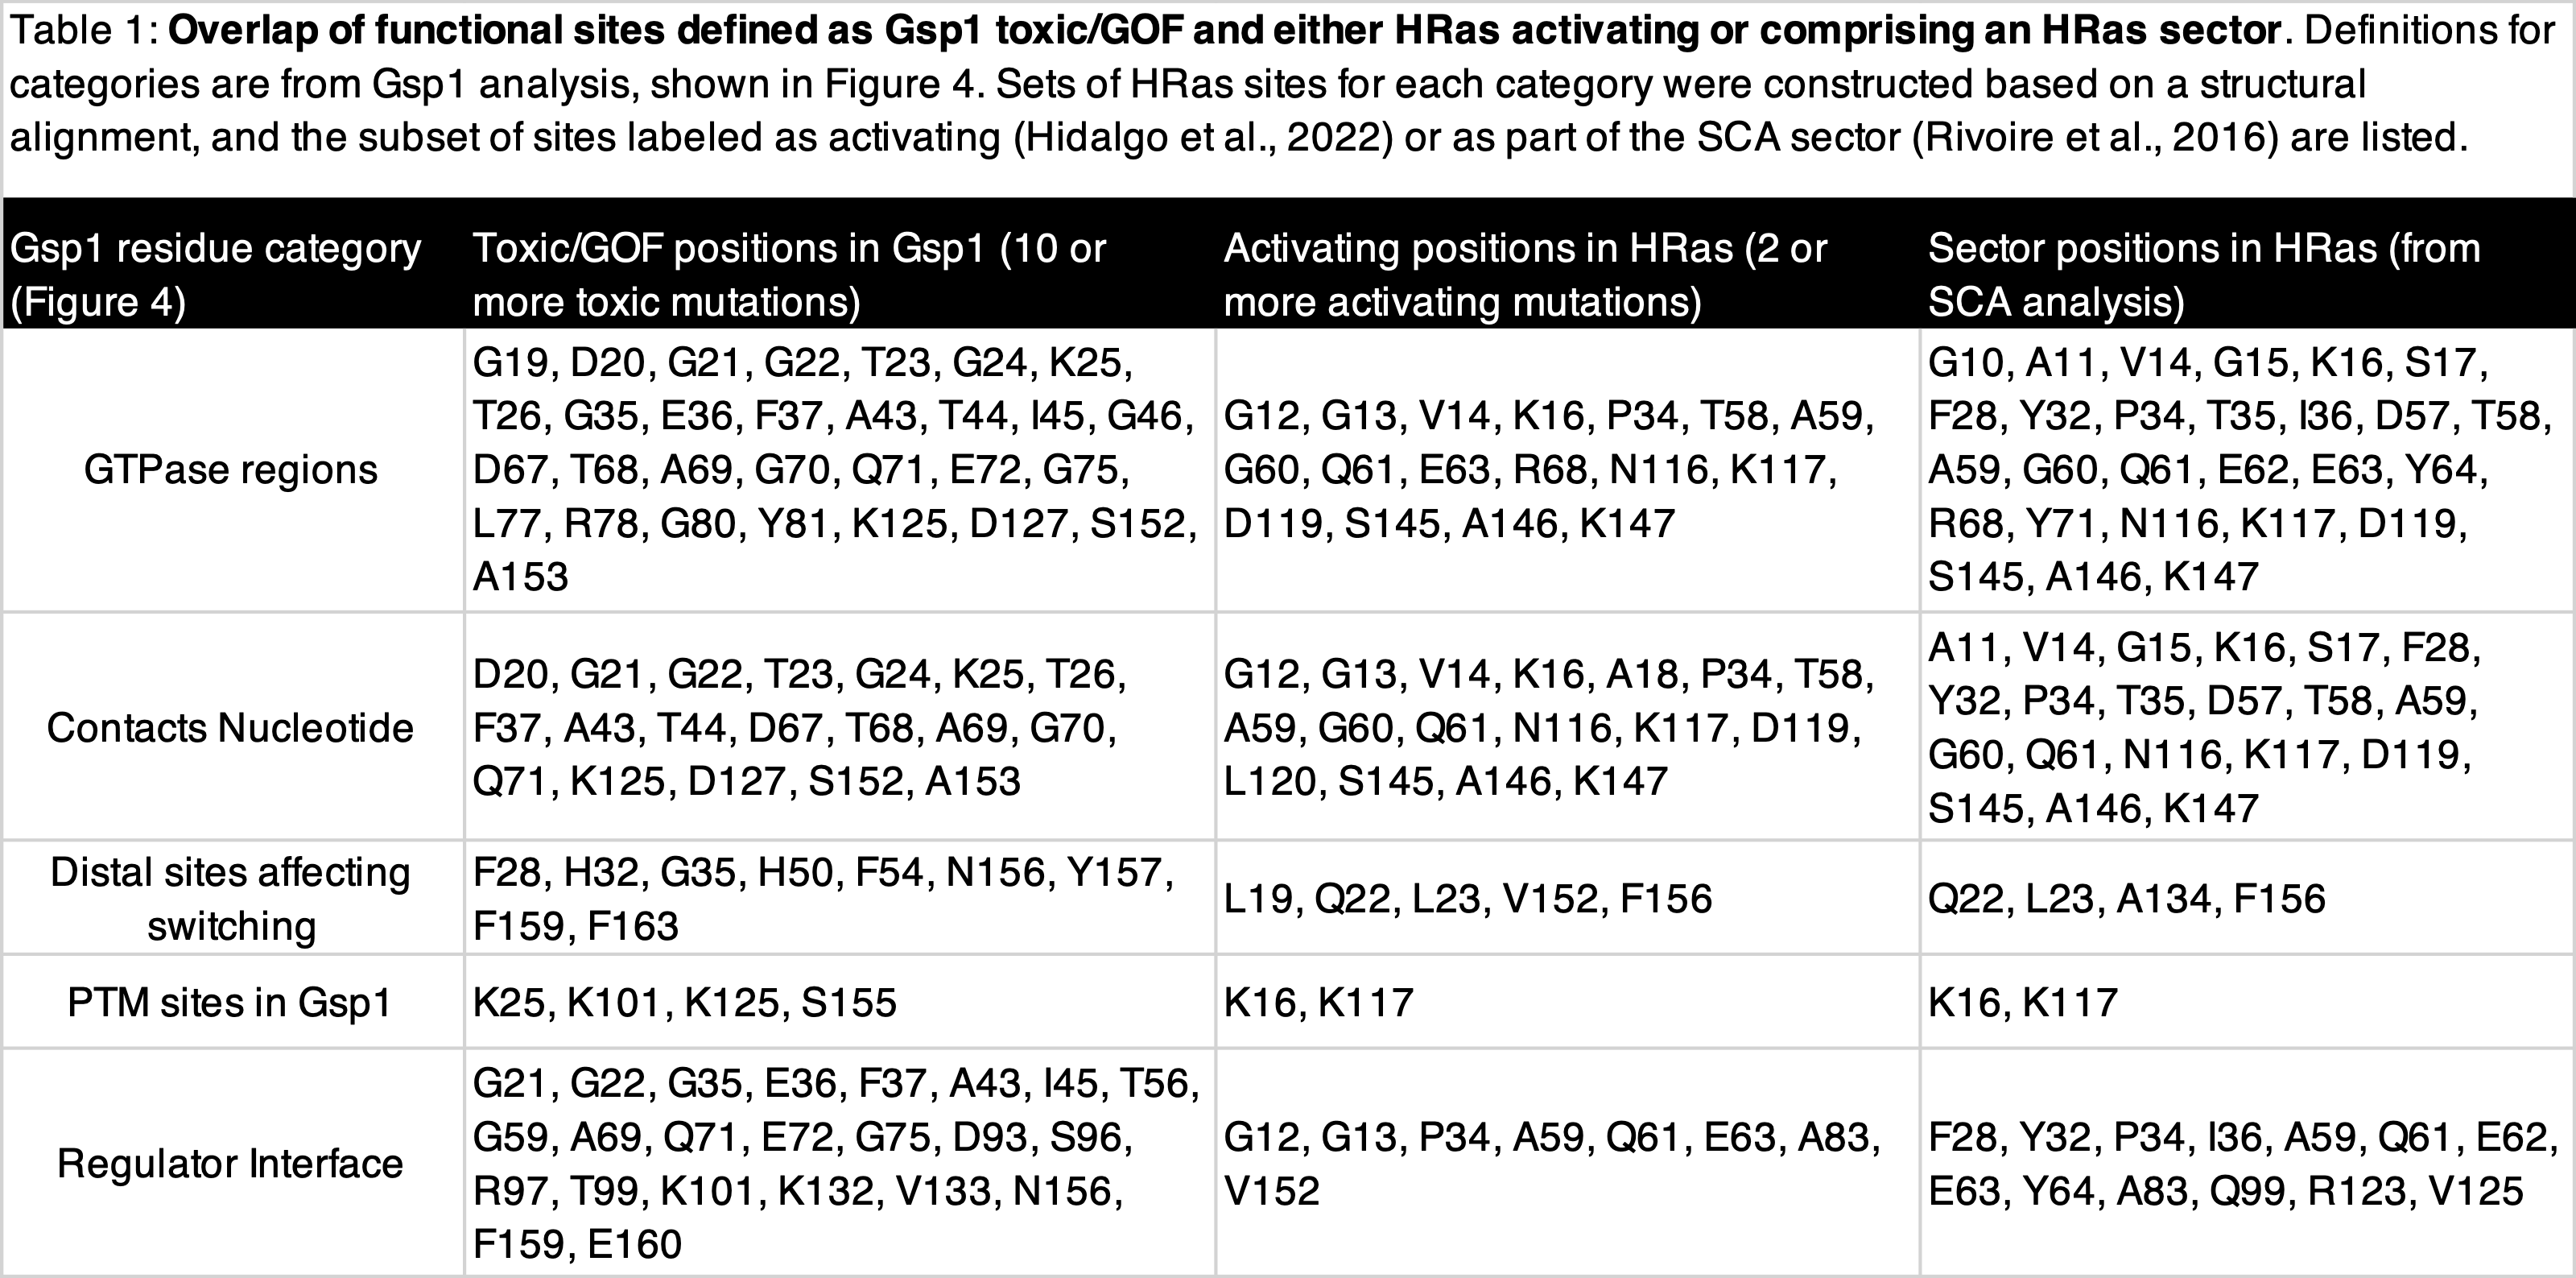 Table 1: Overlap of functional sites defined as Gsp1 toxic/GOF and either HRas activating or comprising an HRas sector. Definitions for
categories are from Gsp1 analysis, shown in Figure 4. Sets of HRas sites for each category were constructed based on a structural
alignment, and the subset of sites labeled as activating (Hidalgo et al., 2022) or as part of the SCA sector (Rivoire et al., 2016) are listed.
Gsp1 residue category
(Figure 4)
Toxic/GOF positions in Gsp1 (10 or
more toxic mutations)
Activating positions in HRas (2 or
more activating mutations)
Sector positions in HRas (from
SCA analysis)
GTPase regions
G19, D20, G21, G22, T23, G24, K25,
T26, G35, E36, F37, A43, T44, I45, G46,
D67, T68, A69, G70, Q71, E72, G75,
L77, R78, G80, Y81, K125, D127, S152,
A153
G12, G13, V14, K16, P34, T58, A59,
G60, Q61, E63, R68, N116, K117,
D119, S145, A146, K147
G10, A11, V14, G15, K16, S17,
F28, Y32, P34, T35, I36, D57, T58,
A59, G60, Q61, E62, E63, Y64,
R68, Y71, N116, K117, D119,
S145, A146, K147
Contacts Nucleotide
D20, G21, G22, T23, G24, K25, T26,
F37, A43, T44, D67, T68, A69, G70,
Q71, K125, D127, S152, A153
G12, G13, V14, K16, A18, P34, T58,
A59, G60, Q61, N116, K117, D119,
L120, S145, A146, K147
A11, V14, G15, K16, S17, F28,
Y32, P34, T35, D57, T58, A59,
G60, Q61, N116, K117, D119,
S145, A146, K147
Distal sites affecting
switching
F28, H32, G35, H50, F54, N156, Y157,
F159, F163
L19, Q22, L23, V152, F156
Q22, L23, A134, F156
PTM sites in Gsp1
K25, K101, K125, S155
K16, K117
K16, K117
Regulator Interface
G21, G22, G35, E36, F37, A43, I45, T56,
G59, A69, Q71, E72, G75, D93, S96,
R97, T99, K101, K132, V133, N156,
F159, E160
G12, G13, P34, A59, Q61, E63, A83,
V152
F28, Y32, P34, I36, A59, Q61, E62,
E63, Y64, A83, Q99, R123, V125